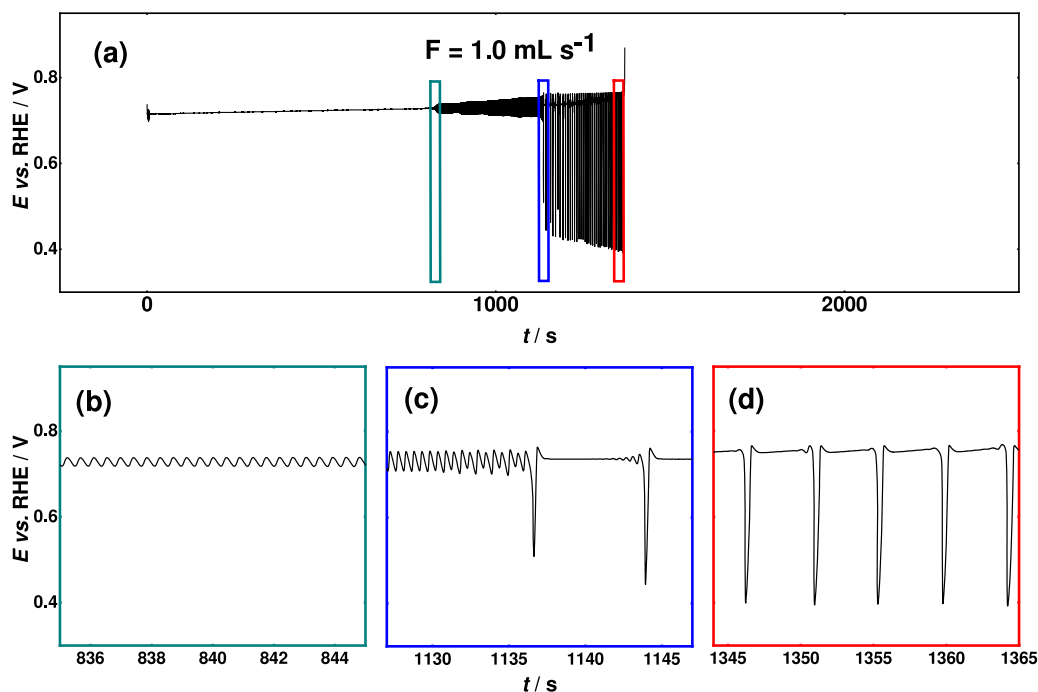 (a)
F = 1.0 mL s-1
E vs. RHE / V
0.8
0.6
0.4
0 1000 2000
t / s
(b) (c) (d)
E vs. RHE / V
0.8
0.6
0.4
836 838 840 842 844
1130 1135 1140 1145
1345 1350 1355 1360 1365
t / s